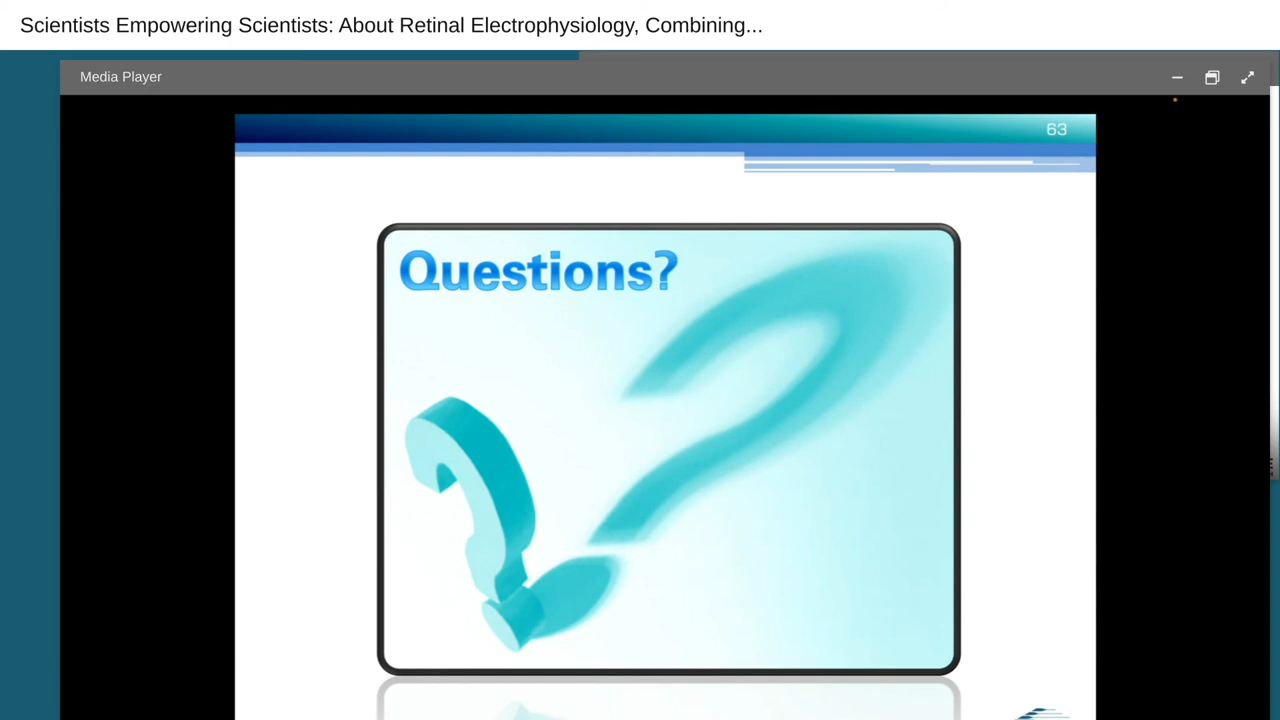 Scientists Empowering Scientists: About Retinal Electrophysiology, Combining...
Media Player
63
Questions?